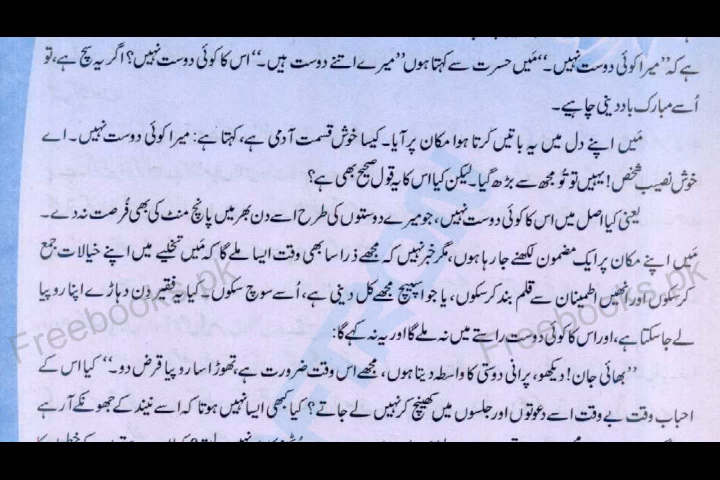 ہے کہ ”میرا کوئی دوست نہیں۔“ مَیں حسرت سے کہتا ہوں ”میرے اتنے دوست ہیں۔“ اس کا کوئی دوست نہیں؟ اگر یہ سچ ہے، تو
اُسے مبارک باد دینی چاہیے۔
مَیں اپنے دل میں یہ باتیں کرتا ہوا مکان پر آیا۔ کیسا خوش قسمت آدمی ہے، کہتا ہے: میرا کوئی دوست نہیں۔ اے
خوش نصیب شخص! یہیں تو تُو مجھ سے بڑھ گیا۔ لیکن کیا اس کا یہ قول صحیح بھی ہے؟
یعنی کیا اصل میں اس کا کوئی دوست نہیں، جو میرے دوستوں کی طرح اسے دن بھر میں پانچ منٹ کی بھی فُرصت نہ دے۔
مَیں اپنے مکان پر ایک مضمون لکھنے جا رہا ہوں، مگر خبر نہیں کہ مجھے ذرا سا بھی وقت ایسا ملے گا کہ مَیں تخلیے میں اپنے خیالات جمع
کر سکوں اور انھیں اطمینان سے قلم بند کر سکوں، یا جو اسپیچ مجھے کل دینی ہے، اُسے سوچ سکوں۔ کیا یہ فقیر دن دہاڑے اپنا روپیا
لے جا سکتا ہے، اور اس کا کوئی دوست راستے میں نہ ملے گا اور یہ نہ کہے گا:
”بھائی جان! دیکھو، پرانی دوستی کا واسطہ دیتا ہوں، مجھے اس وقت ضرورت ہے، تھوڑا سا روپیا قرض دو۔“ کیا اس کے
احباب وقت بے وقت اسے دعوتوں اور جلسوں میں کھینچ کر نہیں لے جاتے؟ کیا کبھی ایسا نہیں ہوتا کہ اسے نیند کے جھونکے آ رہے
Freebooks.pk
Freebooks.pk